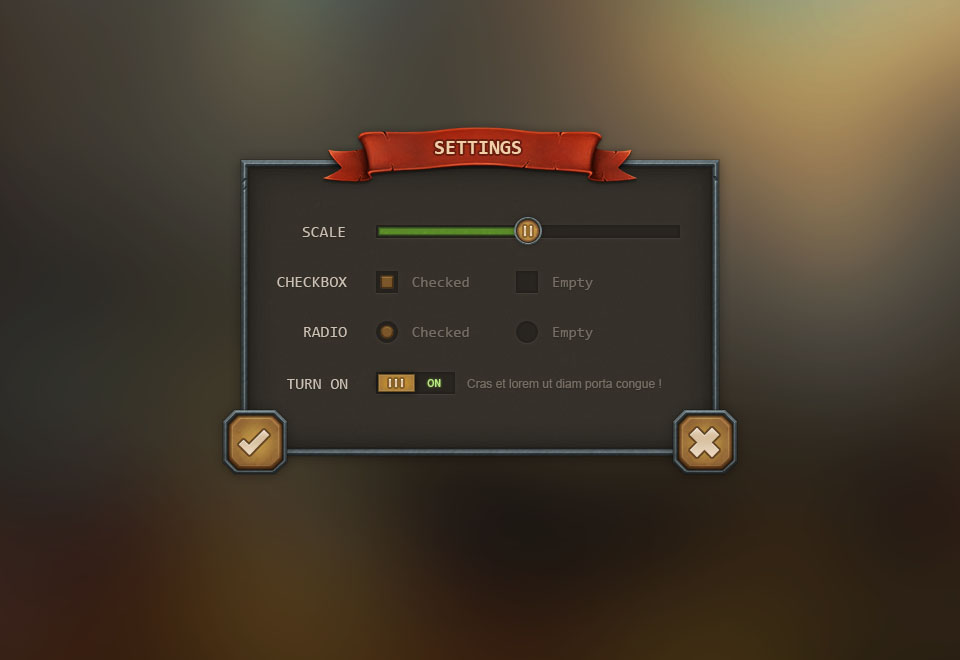 SETTINGS
SCALE
CHECKBOX Checked Empty
RADIO Checked Empty
TURN ON ON Cras et lorem ut diam porta congue !